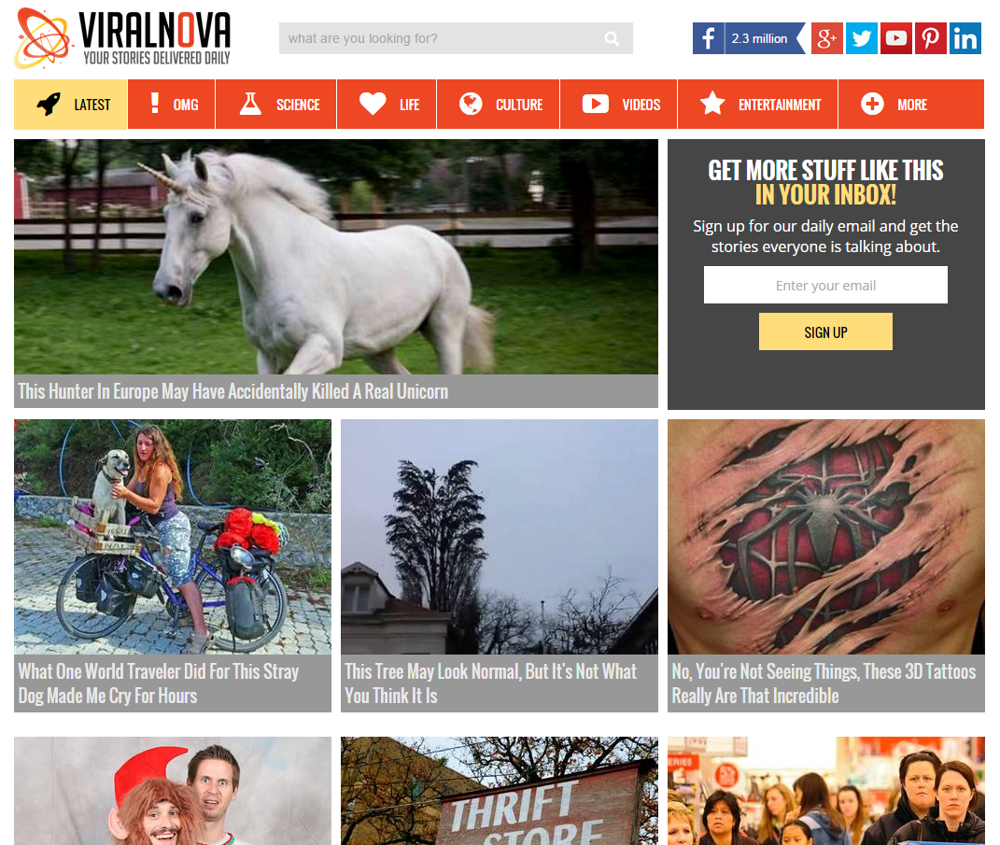 VIRALNOVA
YOUR STORIES DELIVERED DAILY
what are you looking for?
2.3 million
LATEST
OMG
SCIENCE
LIFE
CULTURE
VIDEOS
ENTERTAINMENT
MORE
This Hunter In Europe May Have Accidentally Killed A Real Unicorn
GET MORE STUFF LIKE THIS
IN YOUR INBOX!
Sign up for our daily email and get the
stories everyone is talking about.
Enter your email
SIGN UP
What One World Traveler Did For This Stray
Dog Made Me Cry For Hours
This Tree May Look Normal, But It's Not What
You Think It Is
No, You're Not Seeing Things, These 3D Tattoos
Really Are That Incredible
THRIFT
STORE